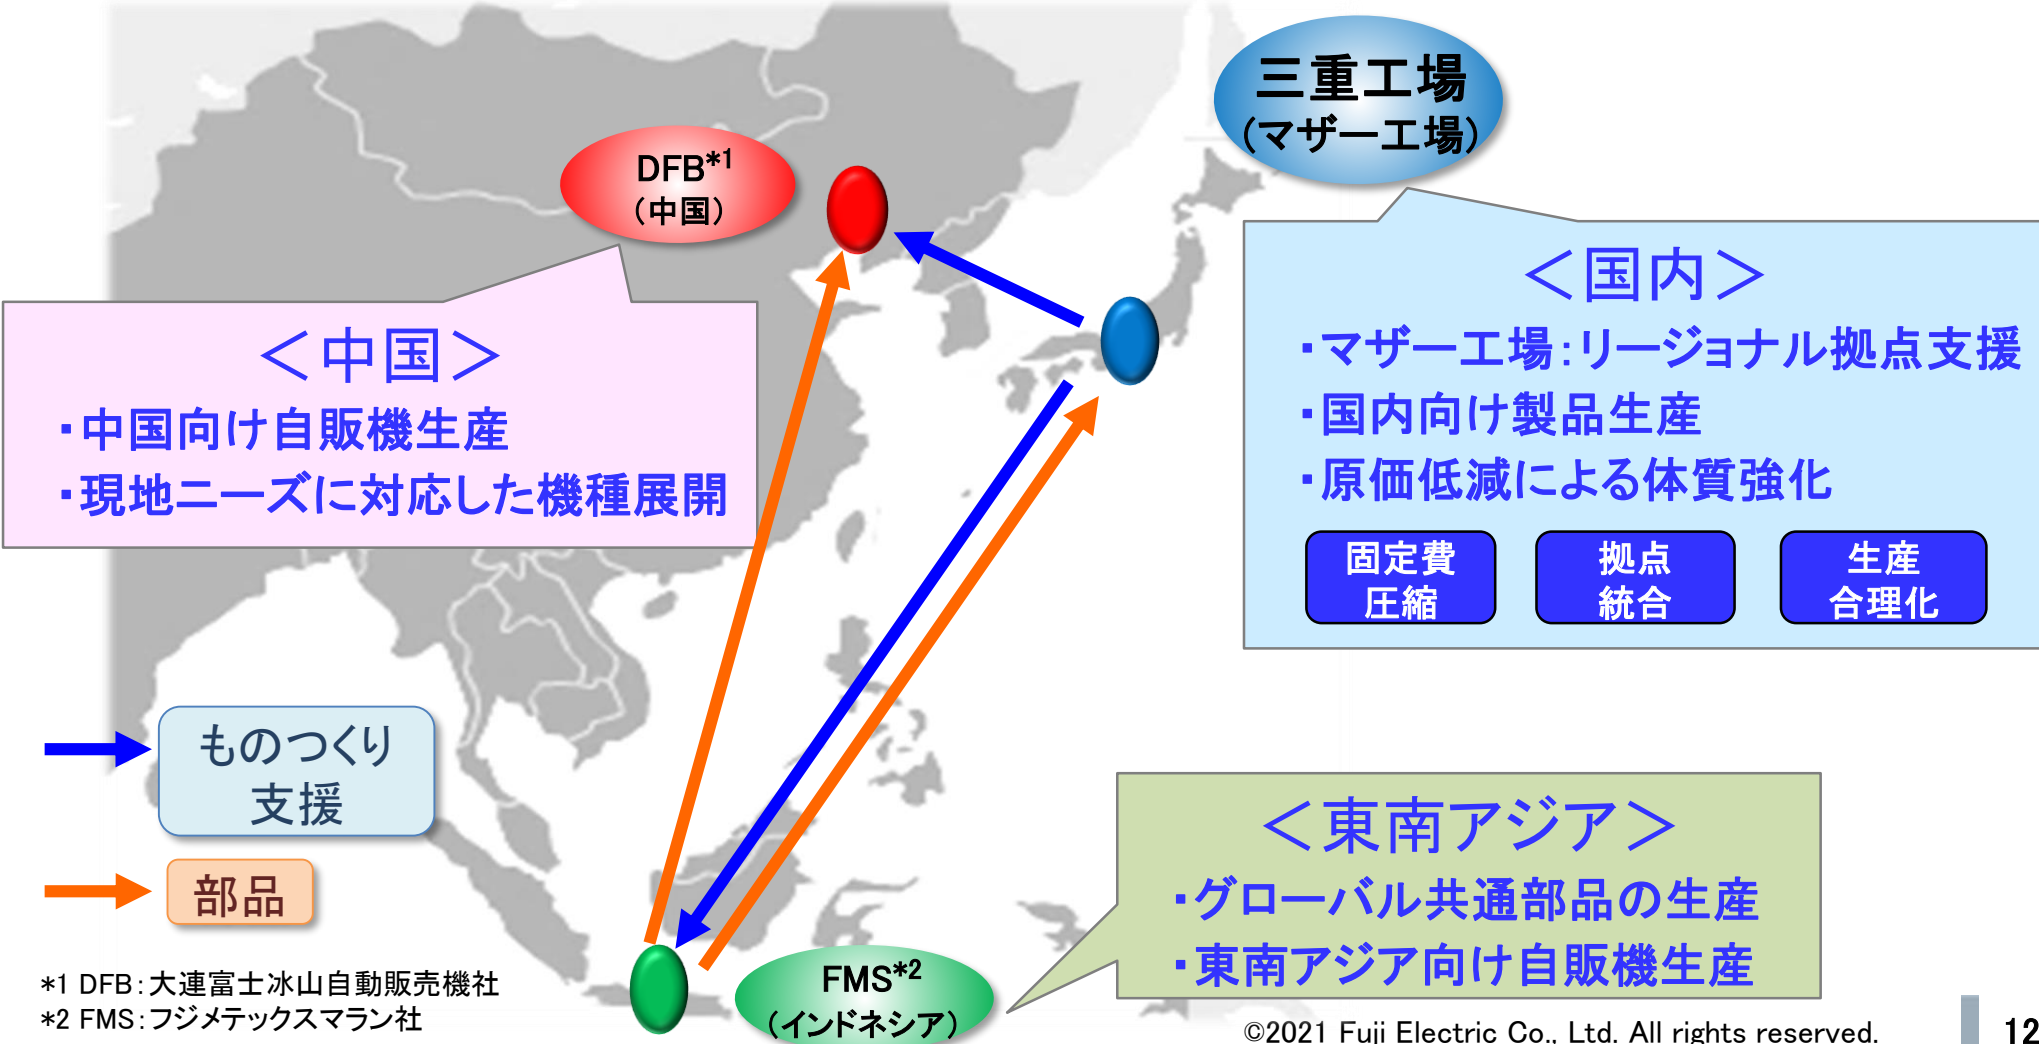 三重工場
(マザー工場)
DFB*1
(中国)
＜国内＞
・マザー工場：リージョナル拠点支援
・国内向け製品生産
・原価低減による体質強化
固定費
圧縮
拠点
統合
生産
合理化
＜中国＞
・中国向け自販機生産
・現地ニーズに対応した機種展開
ものつくり
支援
部品
＜東南アジア＞
・グローバル共通部品の生産
・東南アジア向け自販機生産
FMS*2
(インドネシア)
*1 DFB：大連富士冰山自動販売機社
*2 FMS：フジメテックスマラン社
©2021 Fuji Electric Co., Ltd. All rights reserved.
12